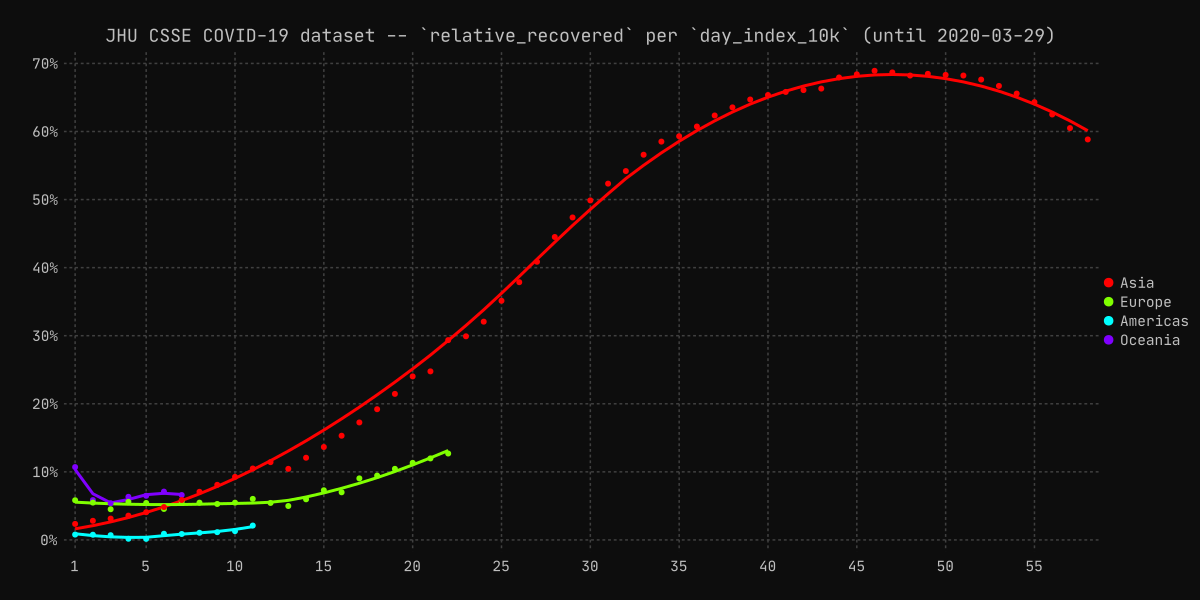 JHU CSSE COVID-19 dataset -- `relative_recovered` per `day_index_10k` (until 2020-03-29)
70%
60%
50%
40%
30%
20%
10%
0%
1 5 10 15 20 25 30 35 40 45 50 55
Asia
Europe
Americas
Oceania